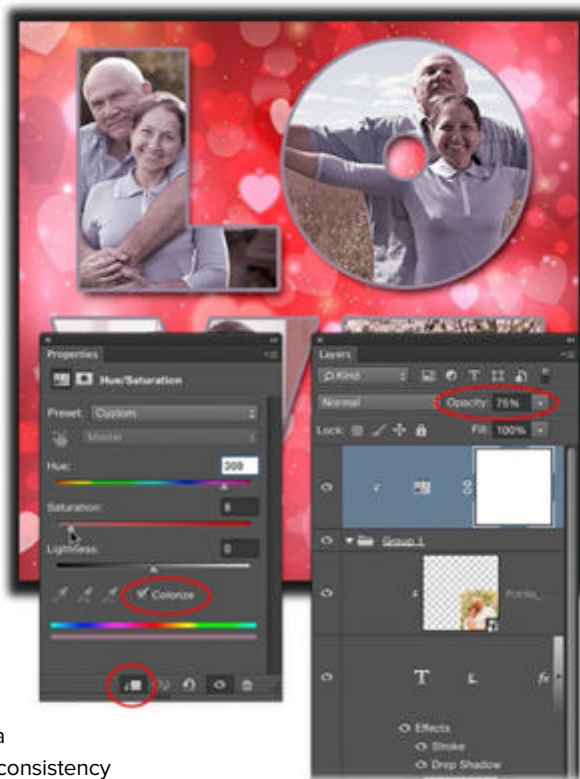 Properties
Hue/Saturation
Preset: Custom
Master
Hue: 309
Saturation: 8
Lightness: 0
Colorize
Layers
Kind
Normal Opacity: 75%
Lock: Fill: 100%
Group 1
T L fx
Effects
Stroke
Drop Shadow
a
consistency